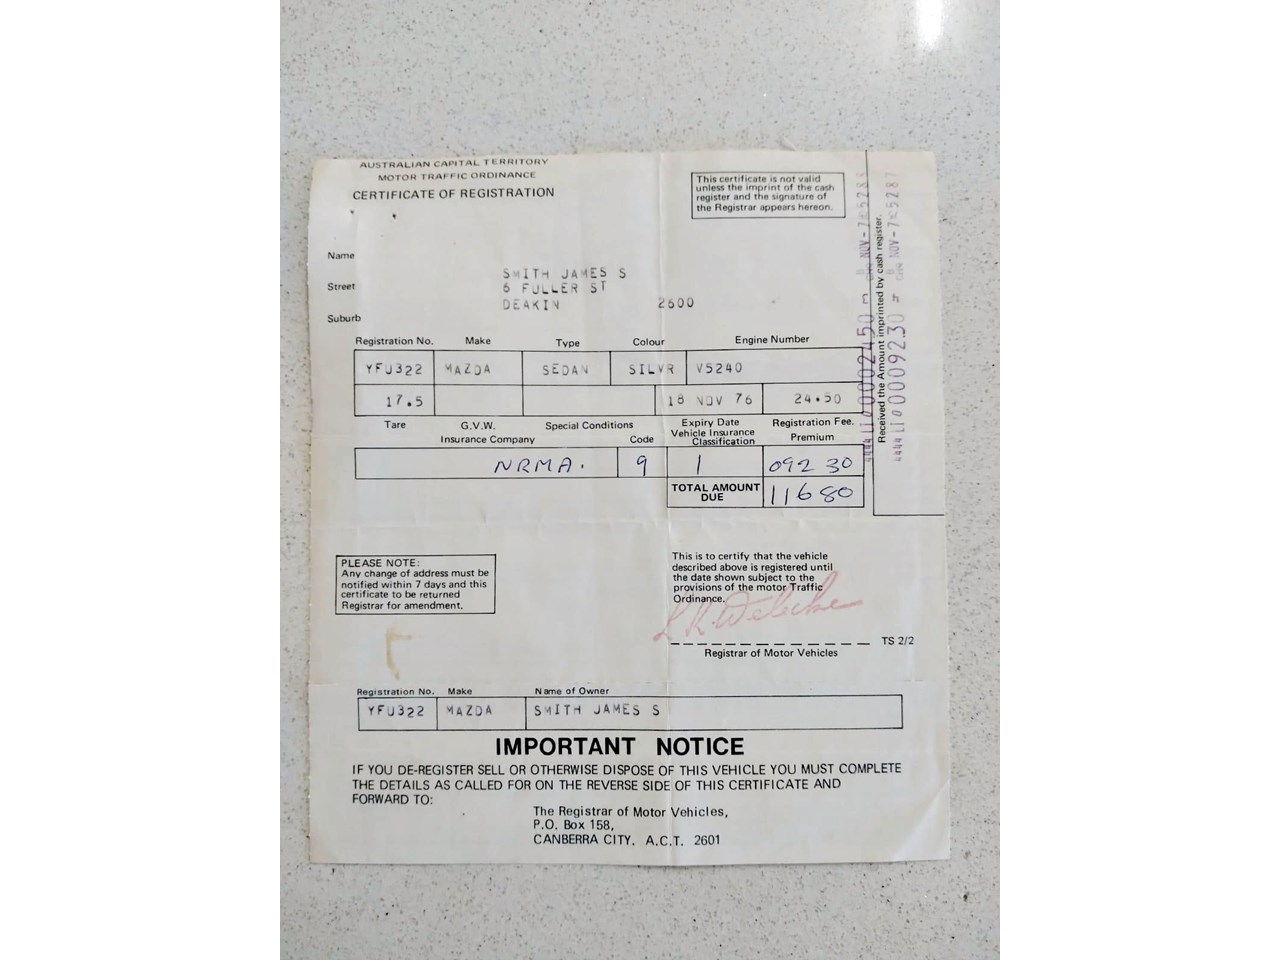 AUSTRALIAN CAPITAL TERRITORY
MOTOR TRAFFIC ORDINANCE
CERTIFICATE OF REGISTRATION
This certificate is not valid
unless the imprint of the cash
register and the signature of
the Registrar appears hereon.
Name
SMITH JAMES S
Street
6 FULLER ST
DEAKIN 2600
Suburb
Registration No. Make Type Colour Engine Number
YFU322 MAZDA SEDAN SILVR V5240
17.5 18 NOV 76 24.50
Tare G.V.W. Special Conditions Expiry Date Registration Fee.
Insurance Company Code Vehicle Insurance Classification Premium
NRMA. 9 1 092 30
TOTAL AMOUNT DUE 116 80
Received the Amount imprinted by cash register.
0002450
000092.30
NOV-7
PLEASE NOTE:
Any change of address must be
notified within 7 days and this
certificate to be returned
Registrar for amendment.
This is to certify that the vehicle
described above is registered until
the date shown subject to the
provisions of the motor Traffic
Ordinance.
TS 2/2
Registrar of Motor Vehicles
Registration No. Make Name of Owner
YFU322 MAZDA SMITH JAMES S
IMPORTANT NOTICE
IF YOU DE-REGISTER SELL OR OTHERWISE DISPOSE OF THIS VEHICLE YOU MUST COMPLETE
THE DETAILS AS CALLED FOR ON THE REVERSE SIDE OF THIS CERTIFICATE AND
FORWARD TO:
The Registrar of Motor Vehicles,
P.O. Box 158,
CANBERRA CITY. A.C.T. 2601